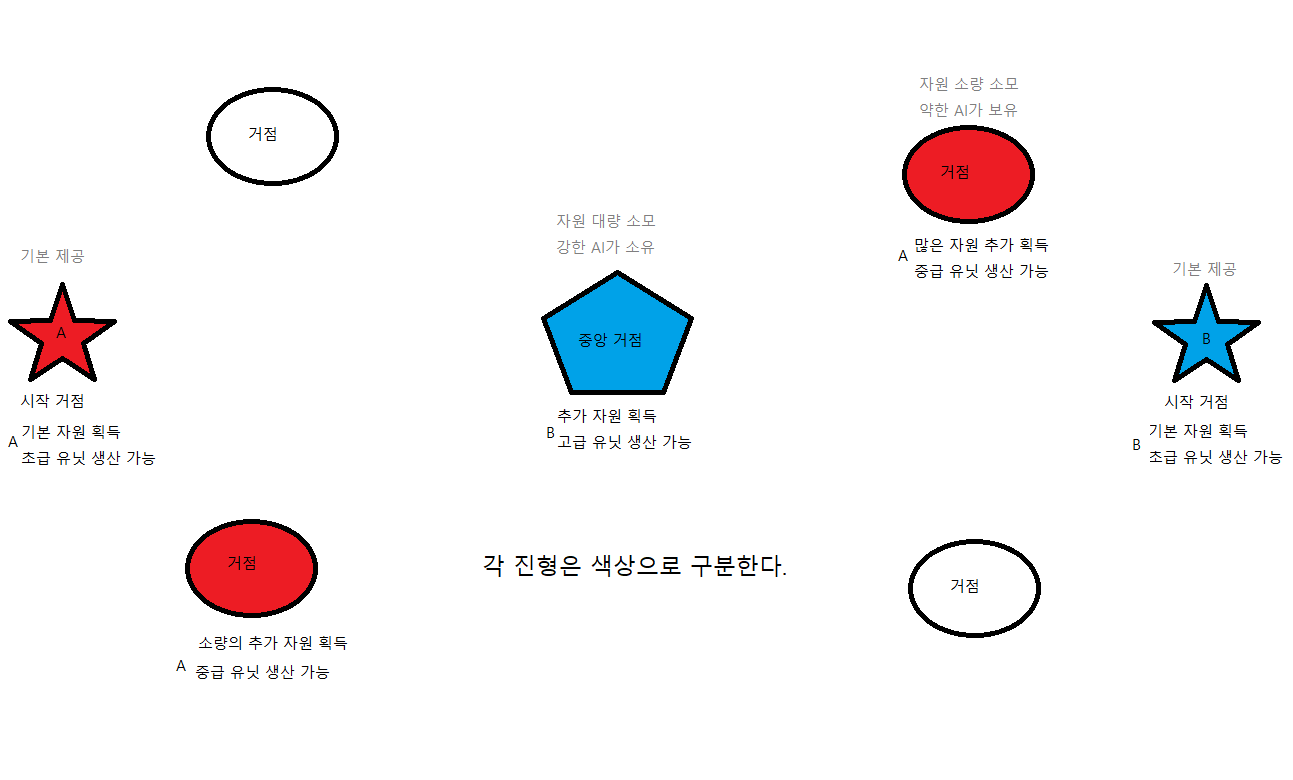 자원 소량 소모
약한 AI가 보유
거점
거점
많은 자원 추가 획득
A
중급 유닛 생산 가능
자원 대량 소모
강한 AI가 소유
기본 제공
기본 제공
A
중앙 거점
B
시작 거점
시작 거점
추가 자원 획득
B
고급 유닛 생산 가능
기본 자원 획득
A
초급 유닛 생산 가능
기본 자원 획득
B
초급 유닛 생산 가능
거점
각 진형은 색상으로 구분한다.
거점
소량의 추가 자원 획득
A
중급 유닛 생산 가능